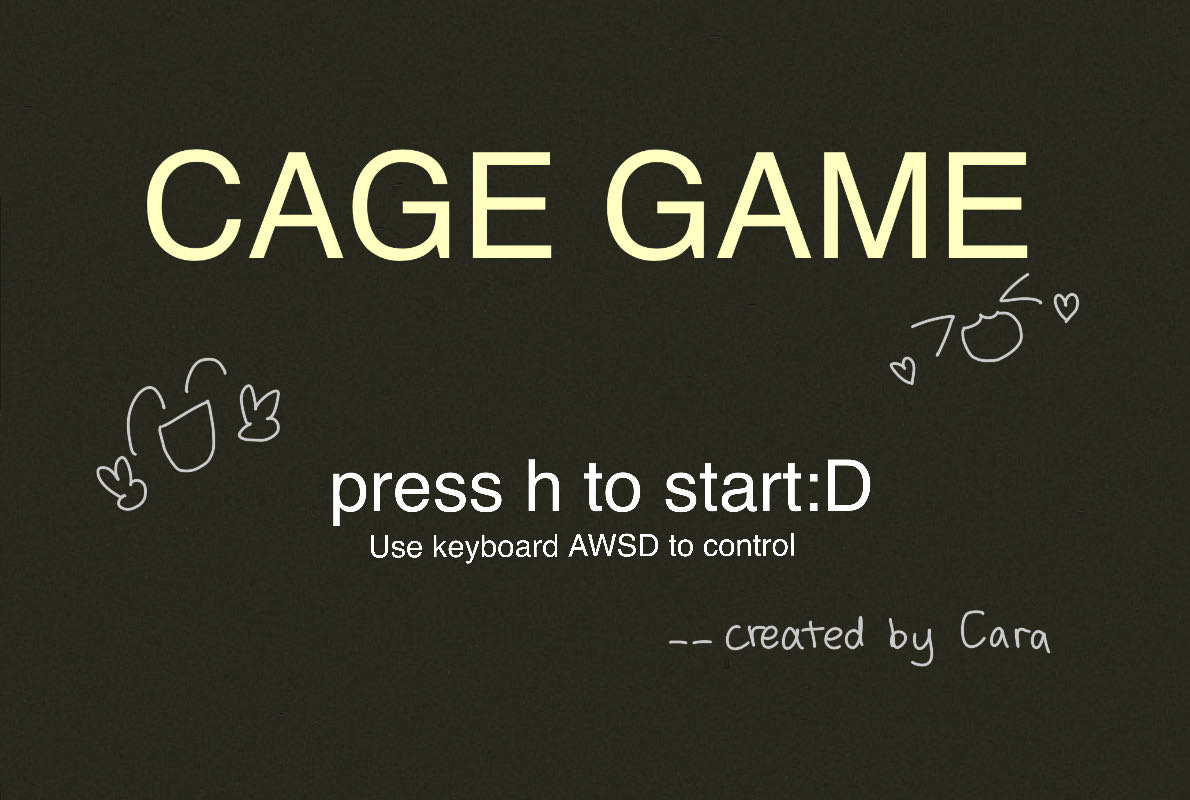 CAGE GAME
press h to start:D
Use keyboard AWSD to control
-- created by Cara